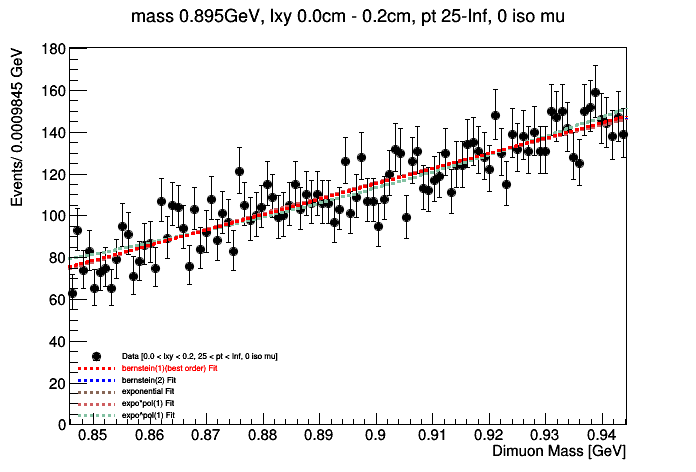 mass 0.895GeV, lxy 0.0cm - 0.2cm, pt 25-Inf, 0 iso mu
Events/ 0.0009845 GeV
180
160
140
120
100
80
60
40
20
0
Data [0.0 < lxy < 0.2, 25 < pt < Inf, 0 iso mu]
bernstein(1)(best order) Fit
bernstein(2) Fit
exponential Fit
expo*pol(1) Fit
expo^pol(1) Fit
0.85 0.86 0.87 0.88 0.89 0.9 0.91 0.92 0.93 0.94
Dimuon Mass [GeV]